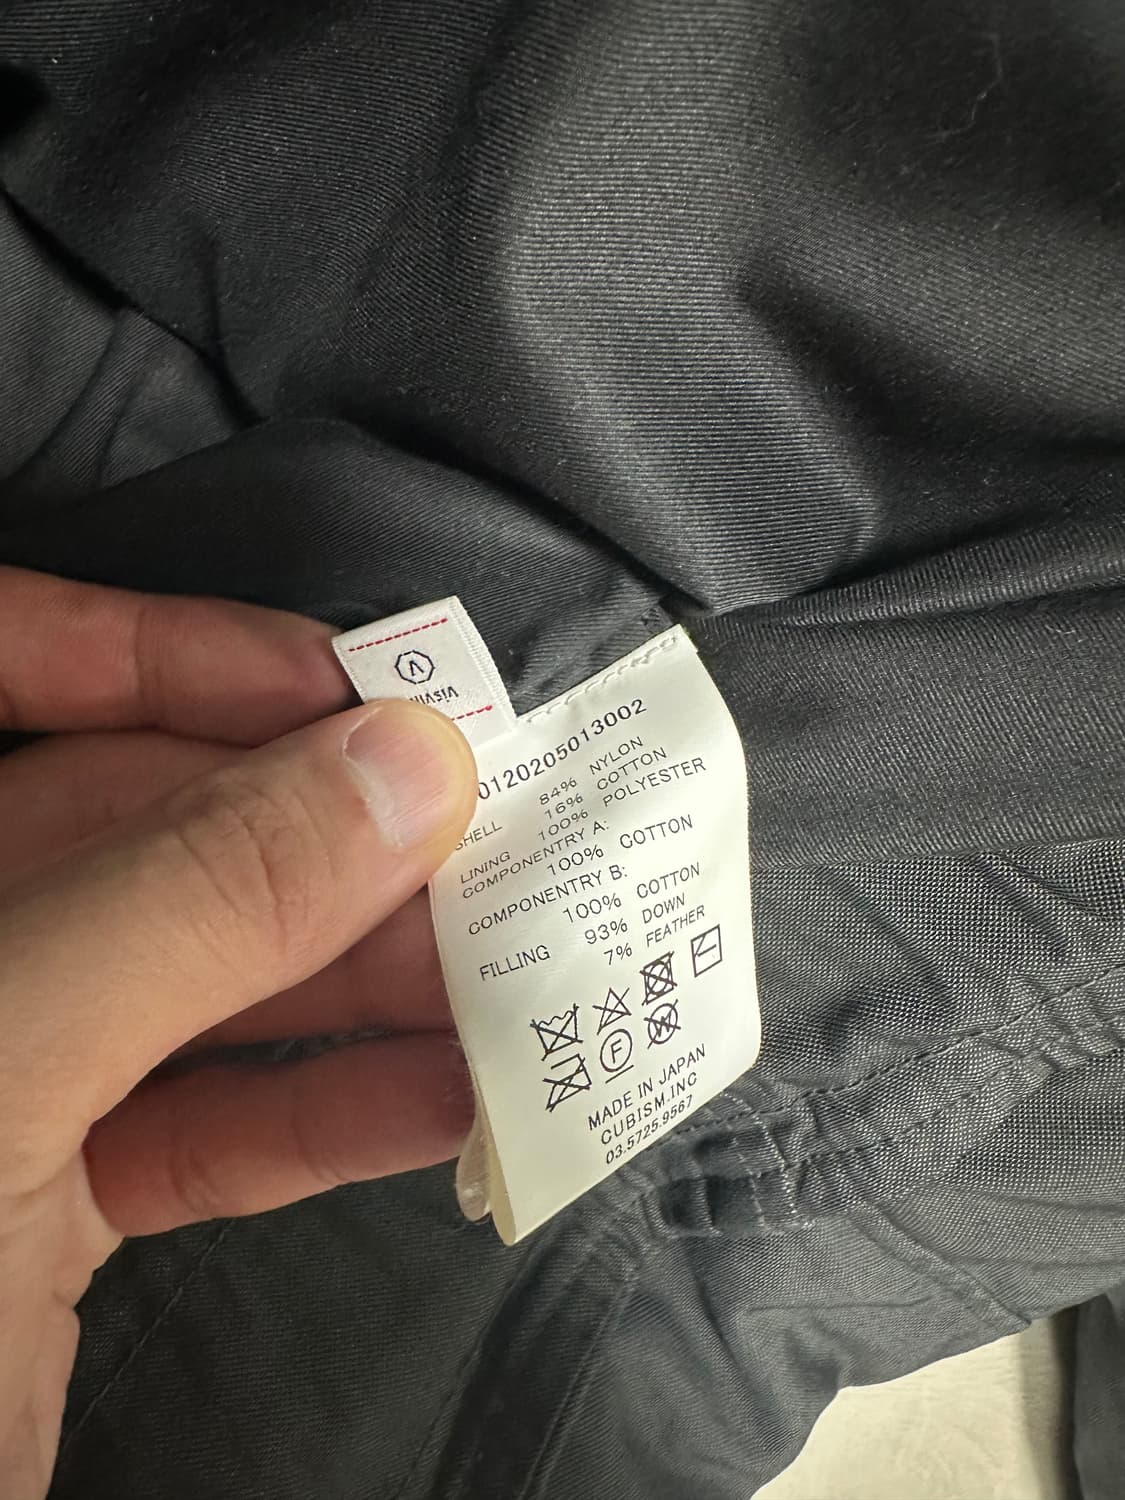 0120205013002
SHELL 84% NYLON
16% COTTON
LINING 100% POLYESTER
COMPONENTRY A:
100% COTTON
COMPONENTRY B:
100% COTTON
FILLING 93% DOWN
7% FEATHER
W
F
MADE IN JAPAN
CUBISM.INC
03.5725.9567